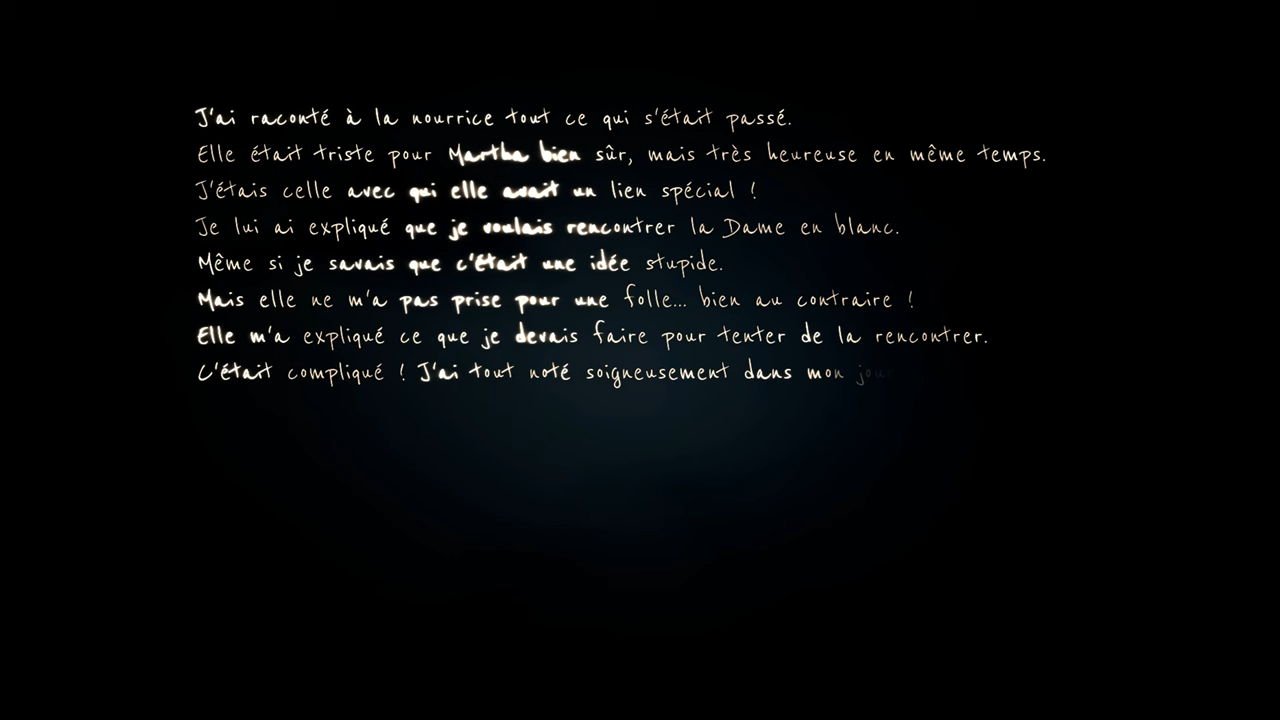 J'ai raconté à la nourrice tout ce qui s'était passé.
Elle était triste pour Martha bien sûr, mais très heureuse en même temps.
J'étais celle avec qui elle avait un lien spécial !
Je lui ai expliqué que je voulais rencontrer la Dame en blanc.
Même si je savais que c'était une idée stupide.
Mais elle ne m'a pas prise pour une folle... bien au contraire !
Elle m'a expliqué ce que je devais faire pour tenter de la rencontrer.
C'était compliqué ! J'ai tout noté soigneusement dans mon jour